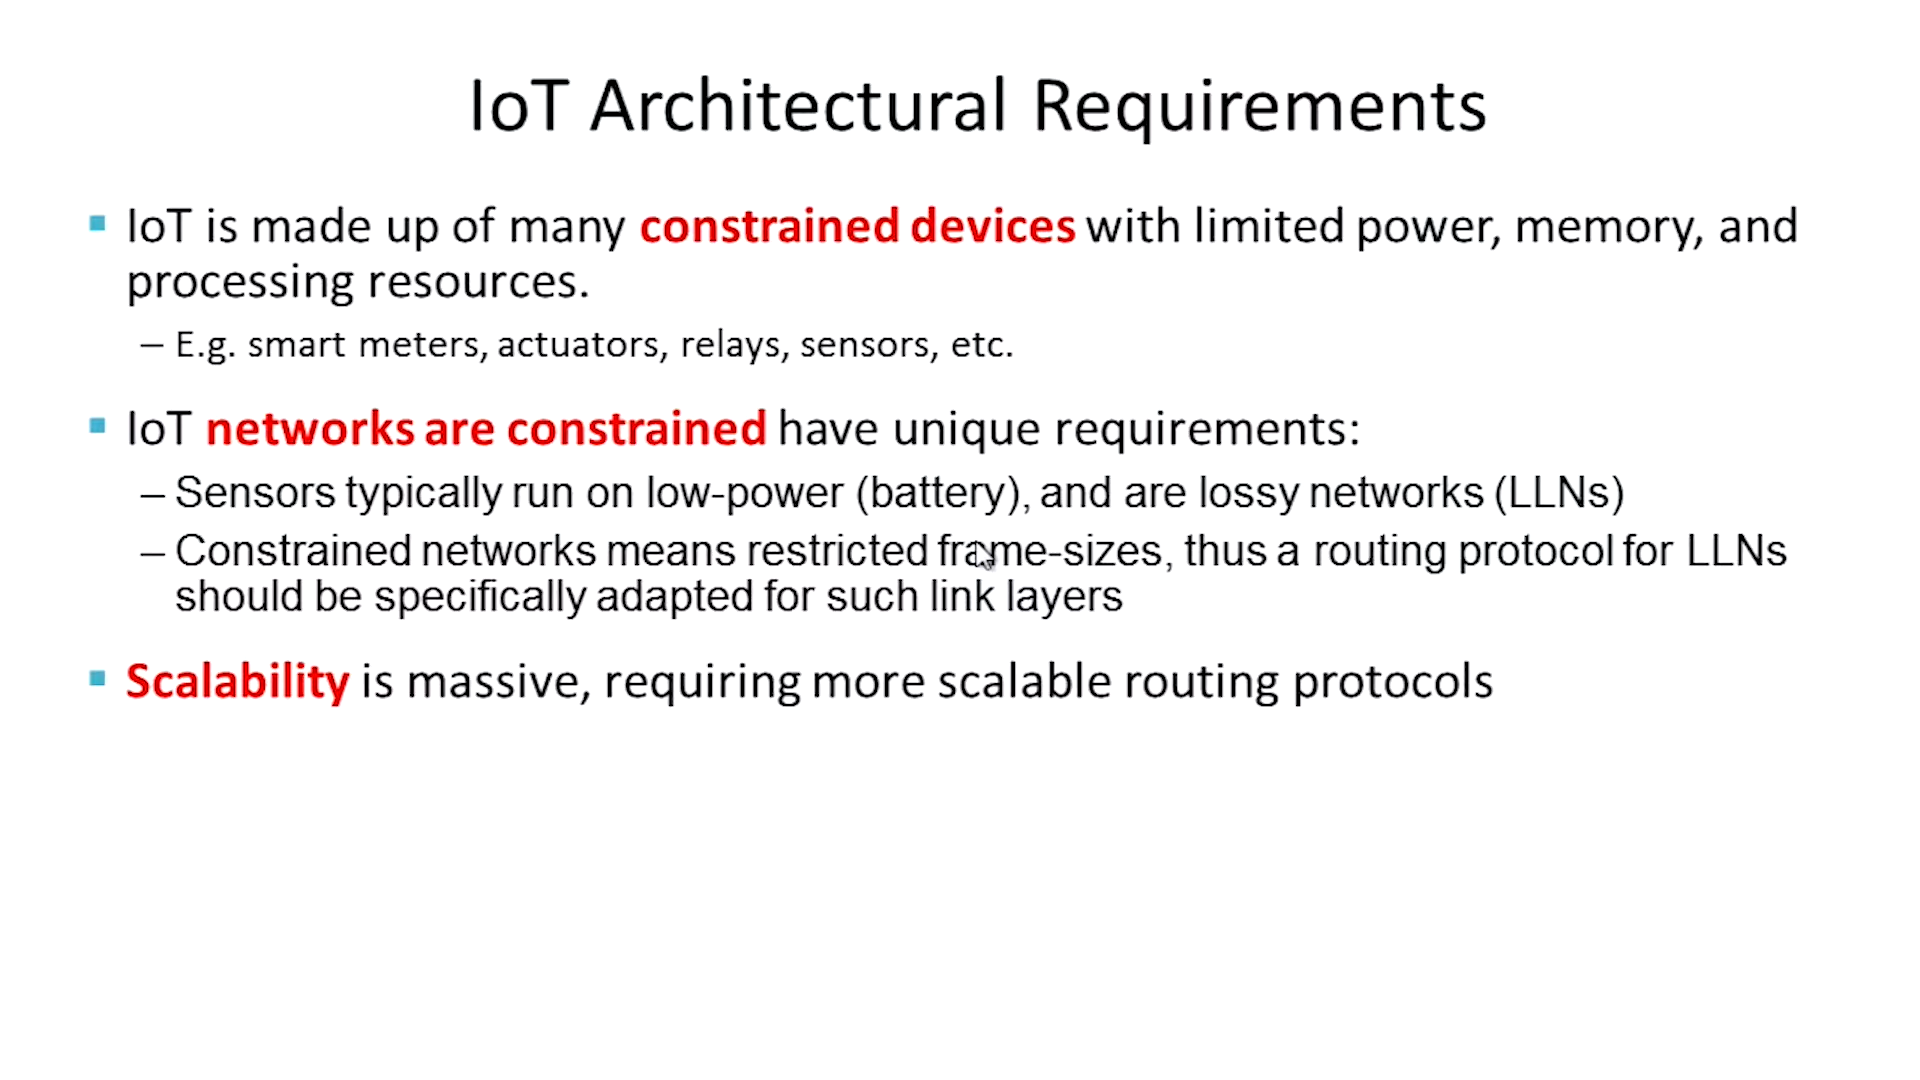 IoT Architectural Requirements
▪ IoT is made up of many constrained devices with limited power, memory, and
processing resources.
– E.g. smart meters, actuators, relays, sensors, etc.
▪ IoT networks are constrained have unique requirements:
– Sensors typically run on low-power (battery), and are lossy networks (LLNs)
– Constrained networks means restricted frame-sizes, thus a routing protocol for LLNs
should be specifically adapted for such link layers
▪ Scalability is massive, requiring more scalable routing protocols